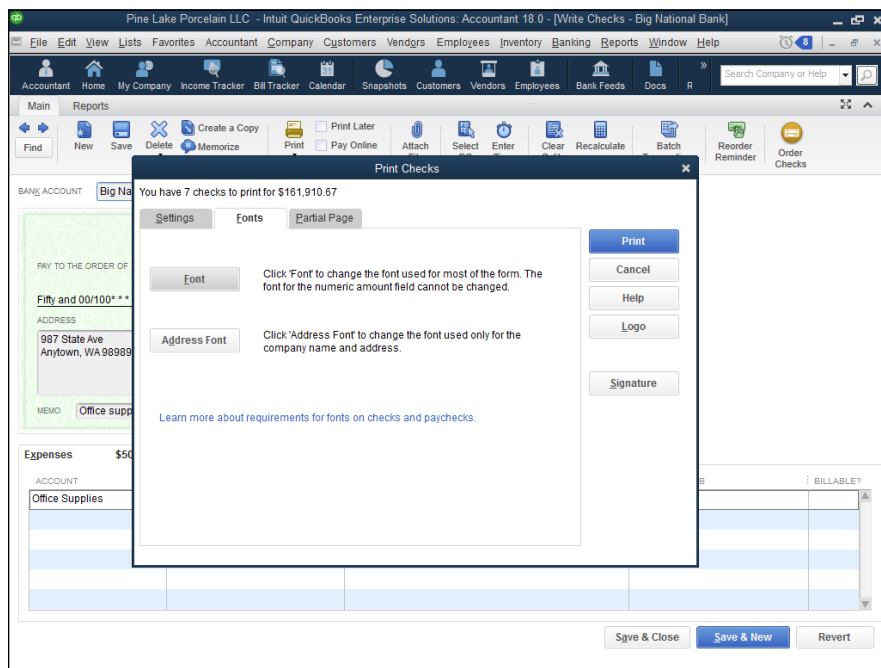 qb Pine Lake Porcelain LLC - Intuit QuickBooks Enterprise Solutions: Accountant 18.0 - [Write Checks - Big National Bank]
File Edit View Lists Favorites Accountant Company Customers Vendors Employees Inventory Banking Reports Window Help 8
Accountant Home My Company Income Tracker Bill Tracker Calendar Snapshots Customers Vendors Employees Bank Feeds Docs R » Search Company or Help
Main Reports
Find New Save Delete Create a Copy Memorize Print Print Later Pay Online Attach Select Enter Clear Recalculate Batch Reorder Reminder Order Checks
Print Checks
BANK ACCOUNT Big Na
You have 7 checks to print for $161,910.67
Settings Fonts Partial Page
Print
PAY TO THE ORDER OF
Font
Click 'Font' to change the font used for most of the form. The
font for the numeric amount field cannot be changed.
Cancel
Fifty and 00/100* * *
Help
ADDRESS
987 State Ave
Anytown, WA 98989
Address Font
Click 'Address Font' to change the font used only for the
company name and address.
Logo
Signature
MEMO Office supp
Learn more about requirements for fonts on checks and paychecks.
Expenses $50
ACCOUNT B BILLABLE?
Office Supplies
Save & Close Save & New Revert